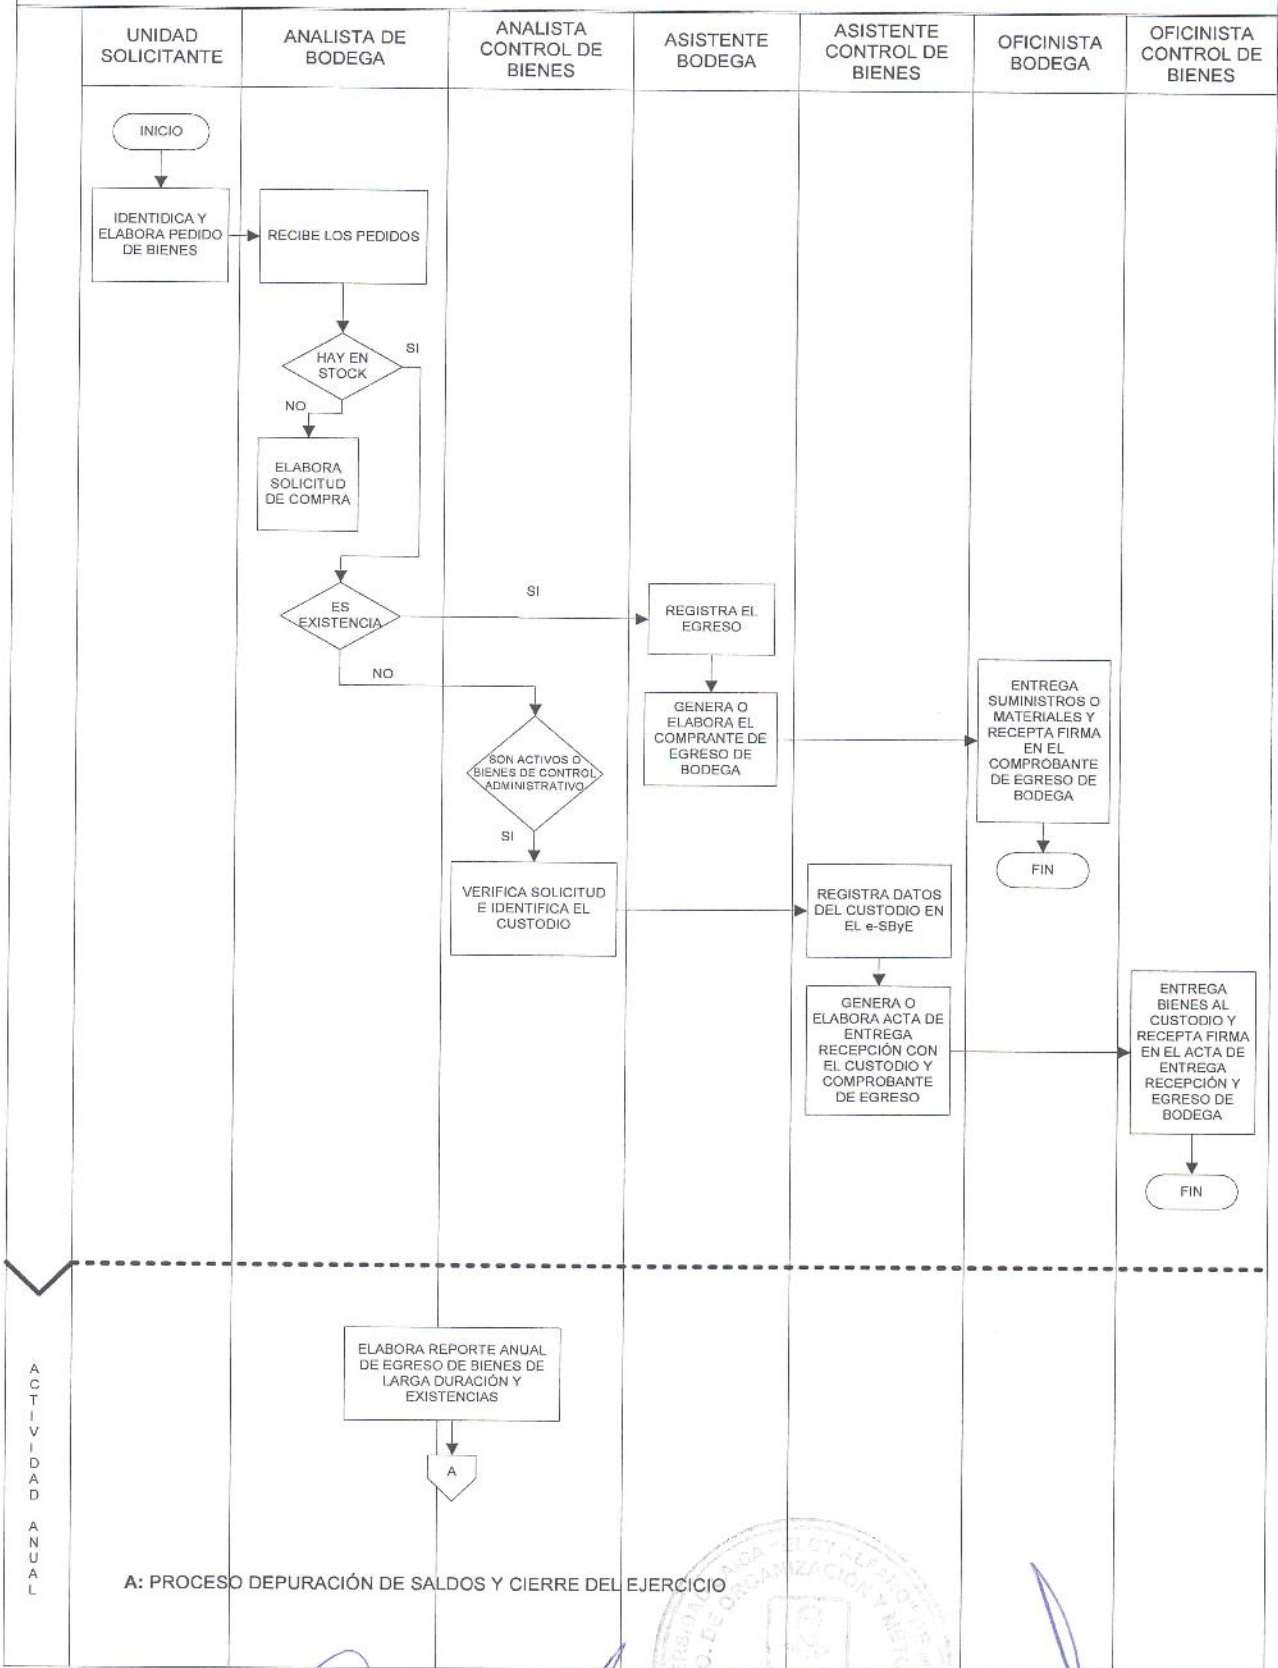 UNIDAD
SOLICITANTE
ANALISTA DE
BODEGA
ANALISTA
CONTROL DE
BIENES
ASISTENTE
BODEGA
ASISTENTE
CONTROL DE
BIENES
OFICINISTA
BODEGA
OFICINISTA
CONTROL DE
BIENES
INICIO
IDENTIDICA Y
ELABORA PEDIDO
DE BIENES
RECIBE LOS PEDIDOS
HAY EN
STOCK
SI
NO
ELABORA
SOLICITUD
DE COMPRA
ES
EXISTENCIA
SI
NO
REGISTRA EL
EGRESO
GENERA O
ELABORA EL
COMPRANTE DE
EGRESO DE
BODEGA
ENTREGA
SUMINISTROS O
MATERIALES Y
RECEPTA FIRMA
EN EL
COMPROBANTE
DE EGRESO DE
BODEGA
FIN
SON ACTIVOS O
BIENES DE CONTROL
ADMINISTRATIVO
SI
VERIFICA SOLICITUD
E IDENTIFICA EL
CUSTODIO
REGISTRA DATOS
DEL CUSTODIO EN
EL e-SByE
GENERA O
ELABORA ACTA DE
ENTREGA
RECEPCIÓN CON
EL CUSTODIO Y
COMPROBANTE
DE EGRESO
ENTREGA
BIENES AL
CUSTODIO Y
RECEPTA FIRMA
EN EL ACTA DE
ENTREGA
RECEPCIÓN Y
EGRESO DE
BODEGA
FIN
ACTIVIDAD ANUAL
ELABORA REPORTE ANUAL
DE EGRESO DE BIENES DE
LARGA DURACIÓN Y
EXISTENCIAS
A
A: PROCESO DEPURACIÓN DE SALDOS Y CIERRE DEL EJERCICIO
ELOY ALFARO
DE ORGANIZACIÓN Y